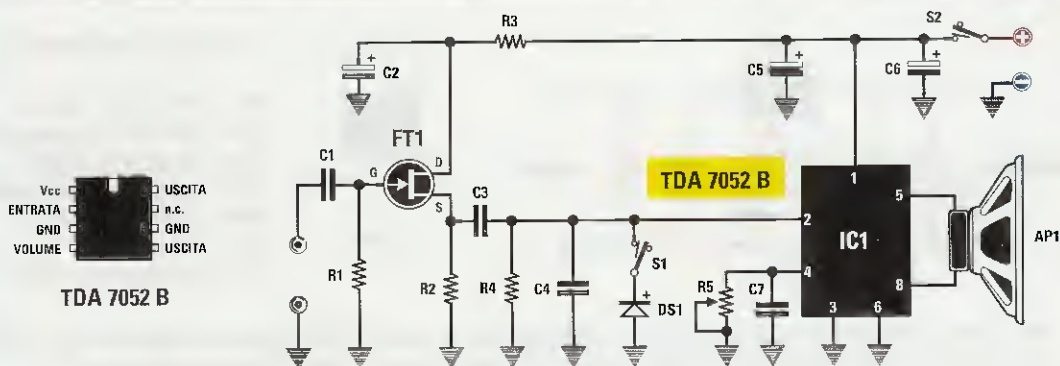 R3
S2
+
+
C2
C5
+
C6
+
FT1
D
C1
G
S
C3
TDA 7052 B
Vcc
ENTRATA
GND
VOLUME
USCITA
n.c.
GND
USCITA
TDA 7052 B
R1
R2
R4
C4
S1
+
DS1
R5
C7
1
2
4
5
8
3
6
IC1
AP1